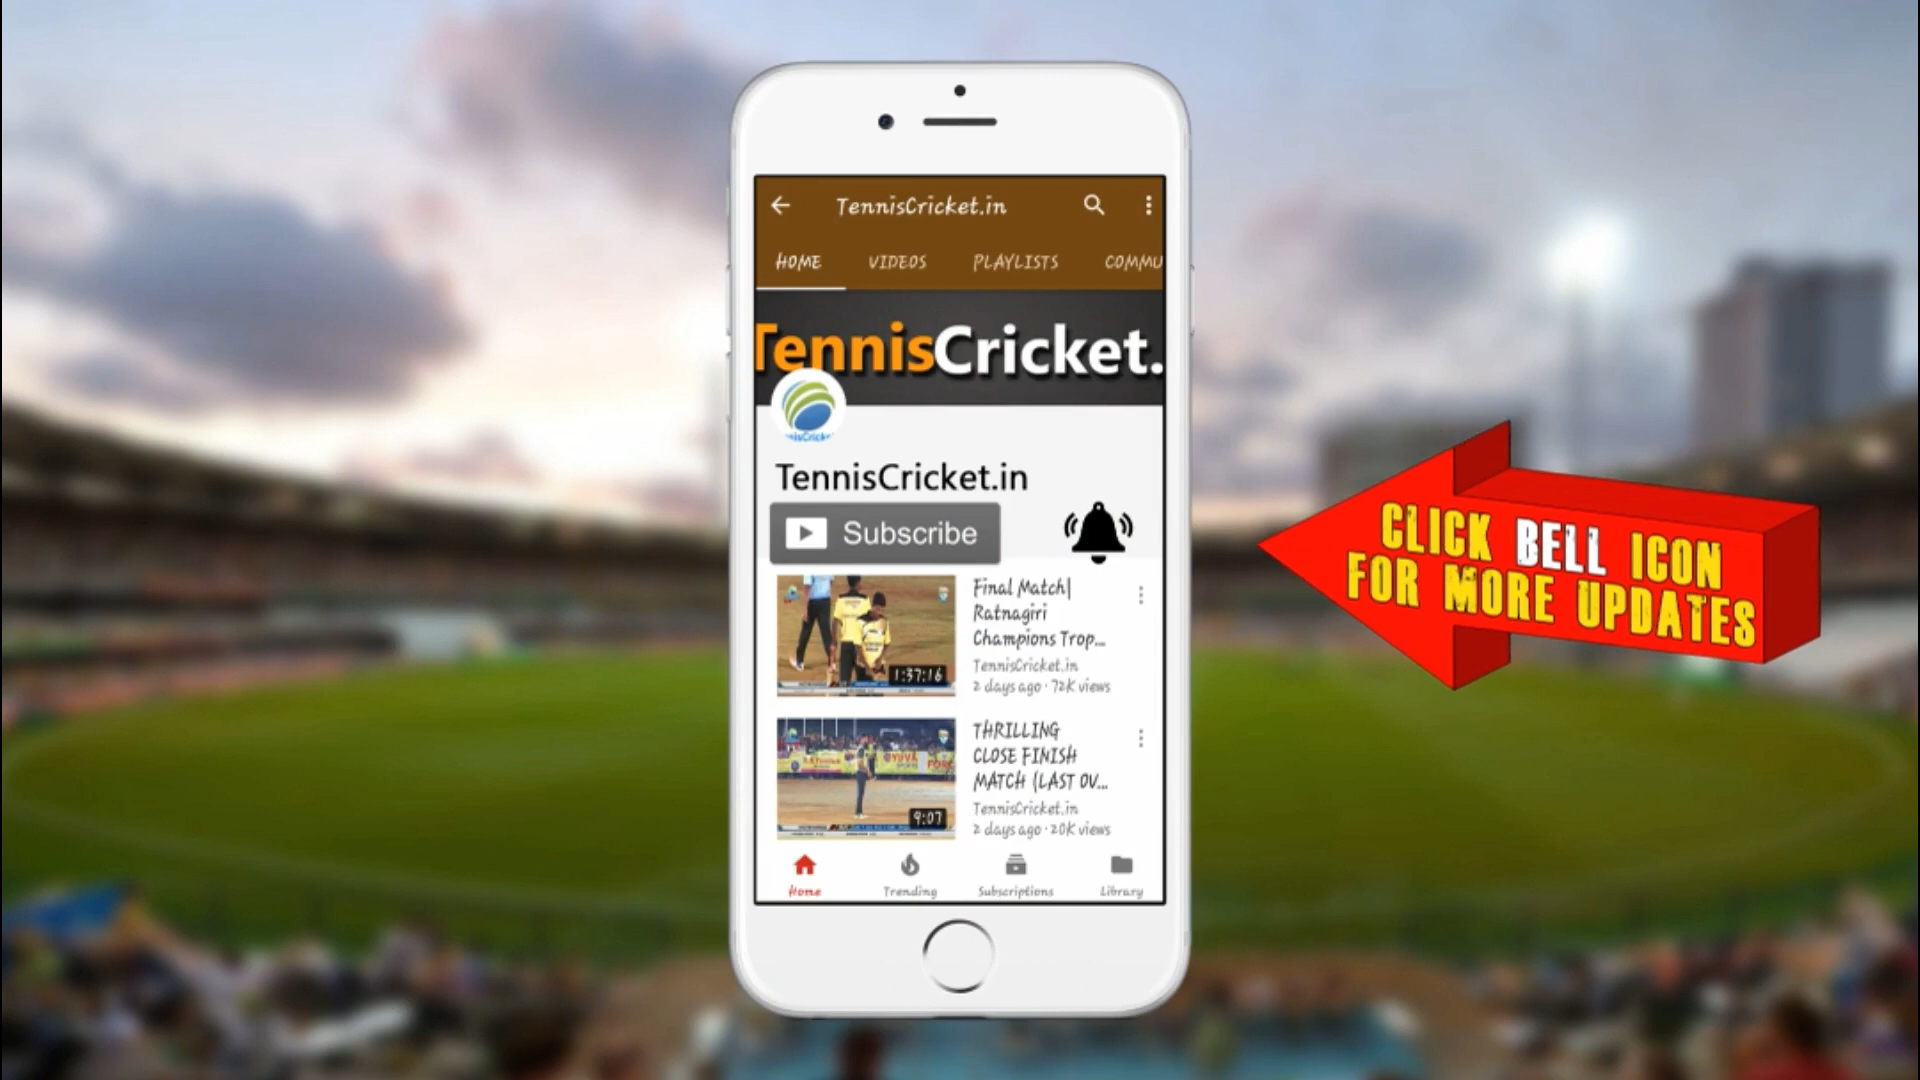 TennisCricket.in
HOME VIDEOS PLAYLISTS COMMU
TennisCricket.
TennisCricket.in
Subscribe
Final Match|
Ratnagiri
Champions Trop...
TennisCricket.in
2 days ago · 72K views
1:37:16
THRILLING
CLOSE FINISH
MATCH (LAST OV...
TennisCricket.in
2 days ago · 20K views
9:07
Home Trending Subscriptions Library
CLICK BELL ICON
FOR MORE UPDATES